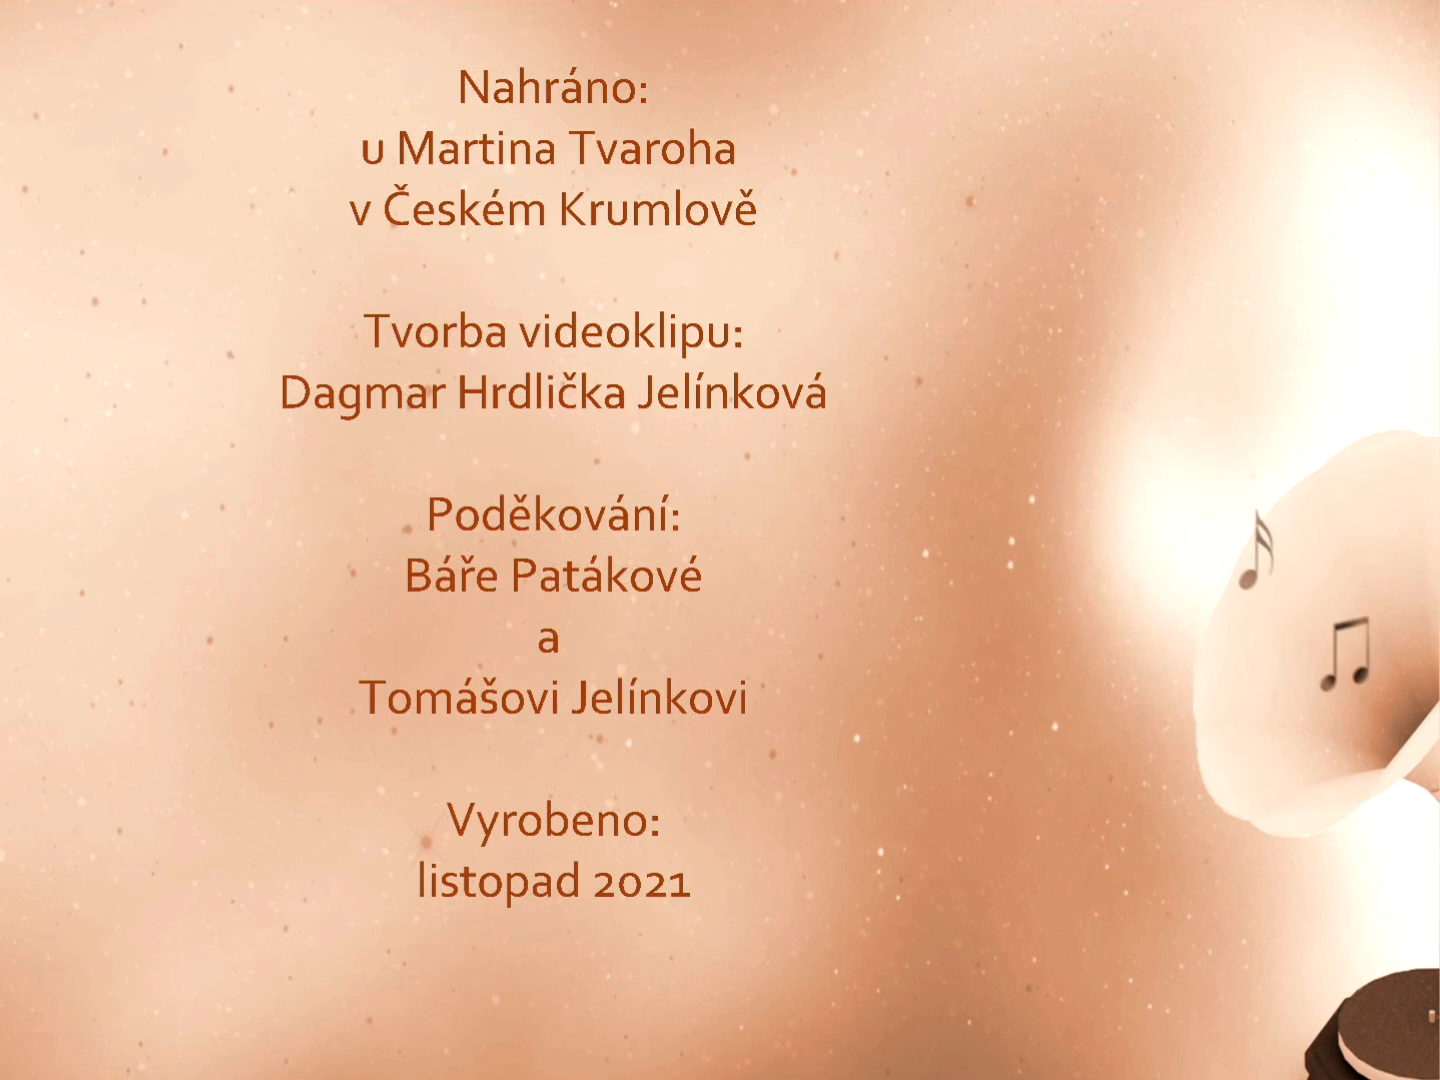 Nahráno:
u Martina Tvaroha
v Českém Krumlově
Tvorba videoklipu:
Dagmar Hrdlička Jelínková
Poděkování:
Báře Patákové
a
Tomášovi Jelínkovi
Vyrobeno:
listopad 2021